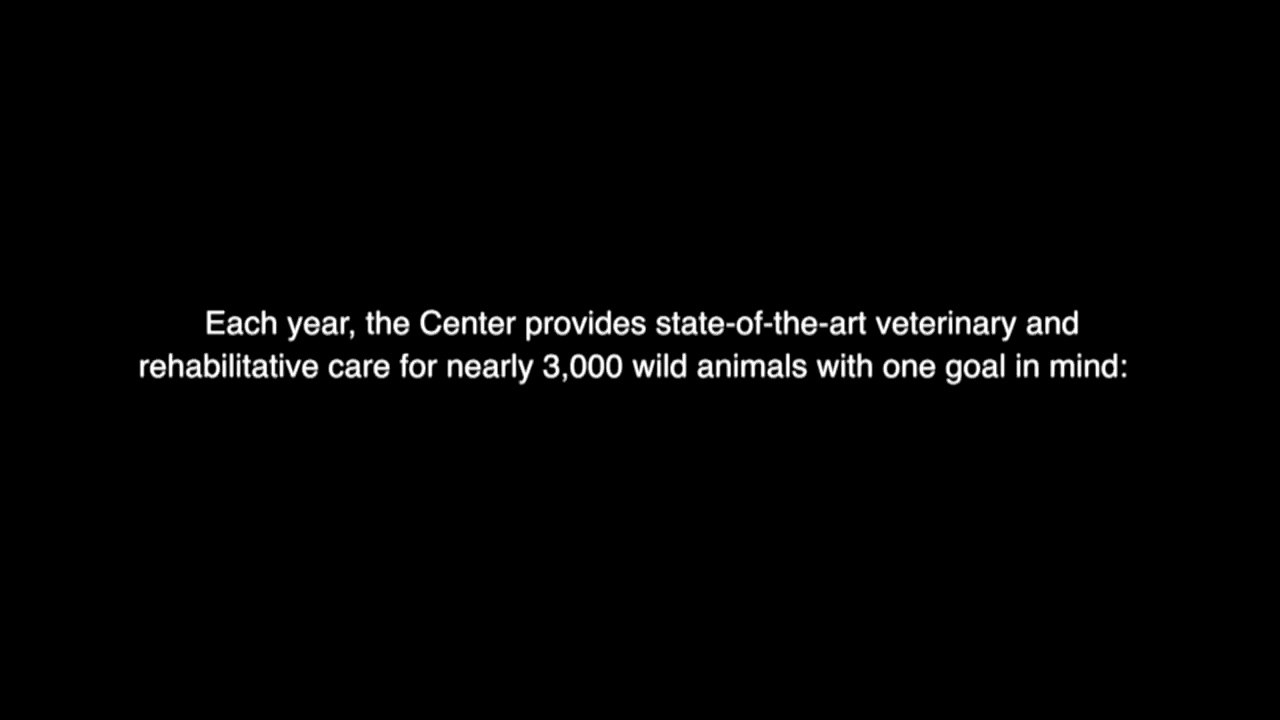 Each year, the Center provides state-of-the-art veterinary and
rehabilitative care for nearly 3,000 wild animals with one goal in mind: